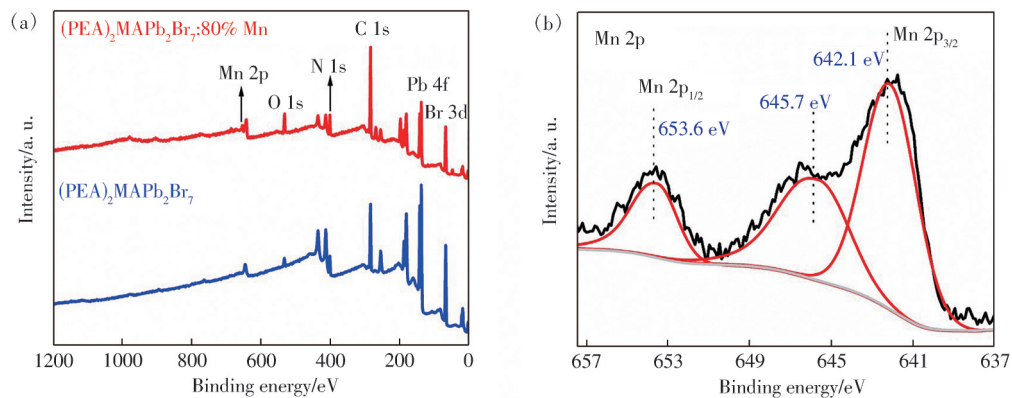 (a)
(PEA)₂MAPb₂Br₇:80% Mn
C 1s
Mn 2p
N 1s
O 1s
Pb 4f
Br 3d
(PEA)₂MAPb₂Br₇
Intensity/a. u.
1200 1000 800 600 400 200 0
Binding energy/eV
(b)
Mn 2p
Mn 2p₃/₂
642.1 eV
Mn 2p₁/₂
645.7 eV
653.6 eV
Intensity/a. u.
657 653 649 645 641 637
Binding energy/eV